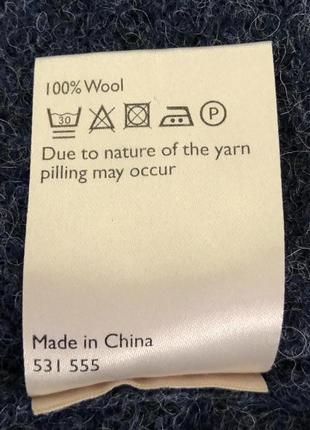 100% Wool
30 P
Due to nature of the yarn
pilling may occur
Made in China
531 555